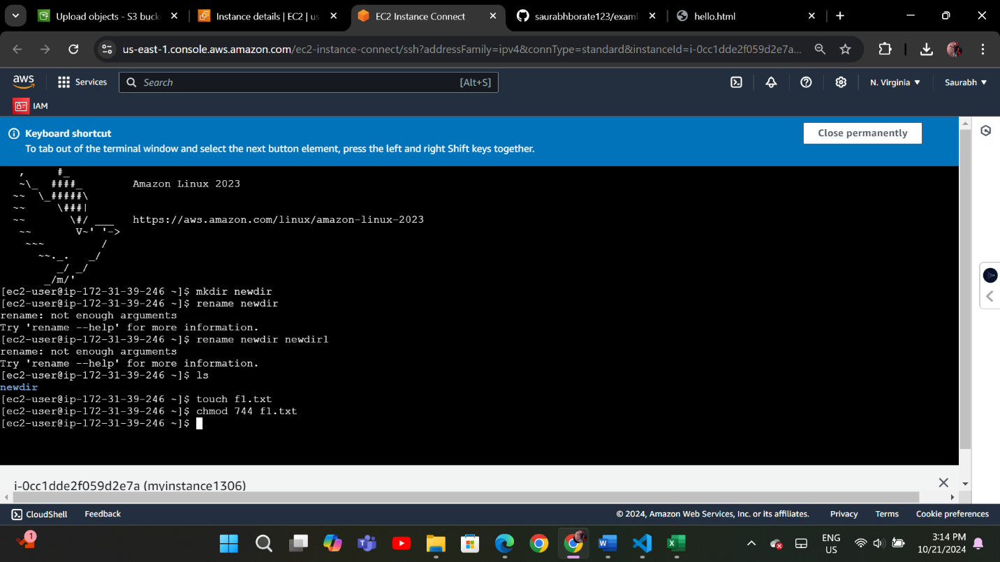 Upload objects - S3 buck
Instance details | EC2 | us
EC2 Instance Connect
saurabhborate123/examl
hello.html
us-east-1.console.aws.amazon.com/ec2-instance-connect/ssh?addressFamily=ipv4&connType=standard&instanceId=i-0cc1dde2f059d2e7a...
aws
Services
Search
[Alt+S]
N. Virginia
Saurabh
IAM
Keyboard shortcut
To tab out of the terminal window and select the next button element, press the left and right Shift keys together.
Close permanently
   ,     #_
   ~\_  ####_        Amazon Linux 2023
  ~~  \_#####\
  ~~     \###|
  ~~       \#/ ___   https://aws.amazon.com/linux/amazon-linux-2023
   ~~       V~' '->
    ~~~         /
      ~~._.   _/
         _/ _/
       _/m/'
[ec2-user@ip-172-31-39-246 ~]$ mkdir newdir
[ec2-user@ip-172-31-39-246 ~]$ rename newdir
rename: not enough arguments
Try 'rename --help' for more information.
[ec2-user@ip-172-31-39-246 ~]$ rename newdir newdir1
rename: not enough arguments
Try 'rename --help' for more information.
[ec2-user@ip-172-31-39-246 ~]$ ls
newdir
[ec2-user@ip-172-31-39-246 ~]$ touch f1.txt
[ec2-user@ip-172-31-39-246 ~]$ chmod 744 f1.txt
[ec2-user@ip-172-31-39-246 ~]$
i-0cc1dde2f059d2e7a (myinstance1306)
CloudShell
Feedback
© 2024, Amazon Web Services, Inc. or its affiliates.
Privacy
Terms
Cookie preferences
1
ENG
US
3:14 PM
10/21/2024